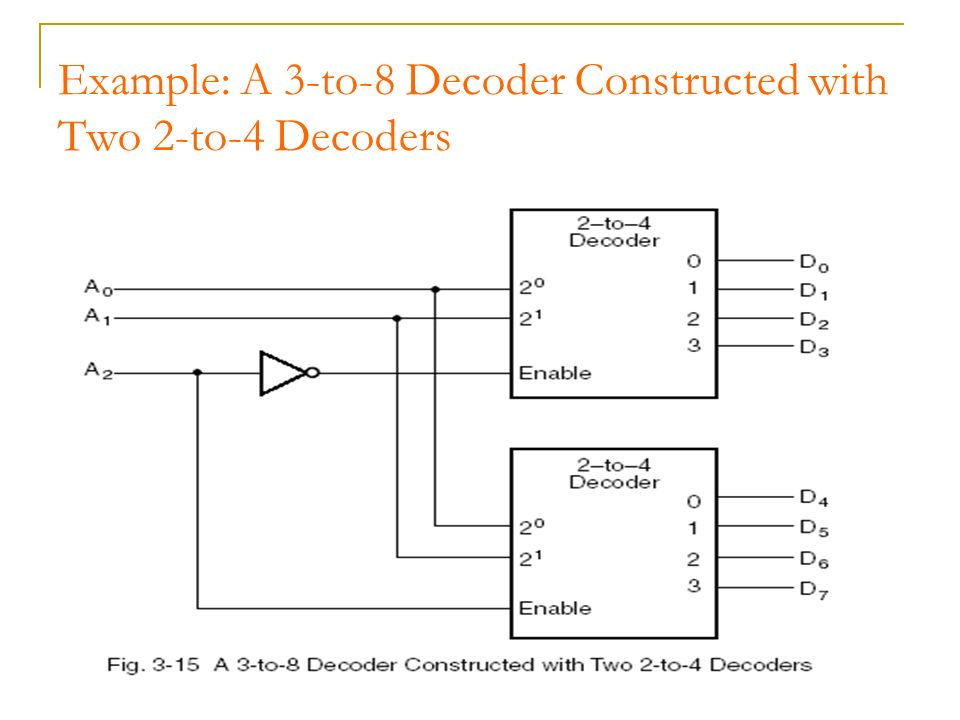 Example: A 3-to-8 Decoder Constructed with
Two 2-to-4 Decoders
2–to–4
Decoder
A₀
2⁰
0
D₀
A₁
2¹
1
D₁
2
D₂
3
D₃
A₂
Enable
2–to–4
Decoder
0
D₄
2⁰
1
D₅
2¹
2
D₆
3
D₇
Enable
Fig. 3-15 A 3-to-8 Decoder Constructed with Two 2-to-4 Decoders